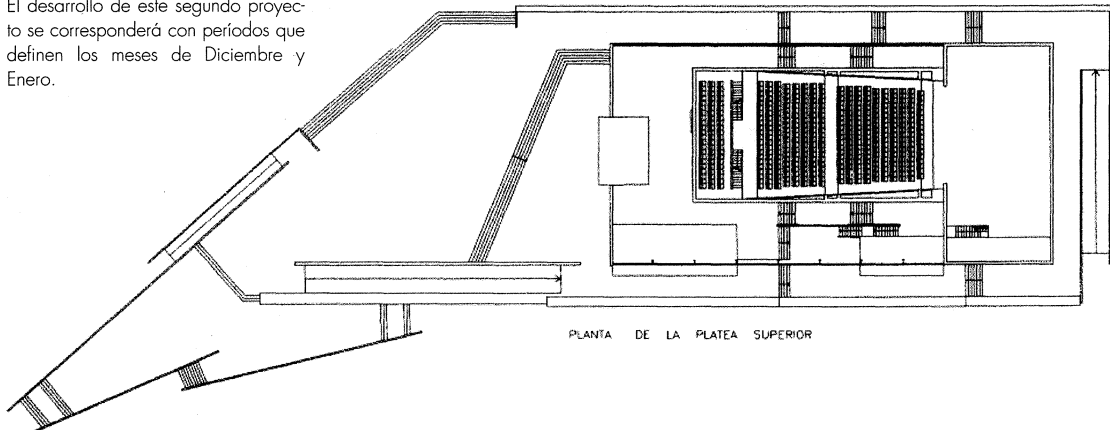 El desarrollo de este segundo proyec-
to se corresponderá con períodos que
definen los meses de Diciembre y
Enero.
PLANTA DE LA PLATEA SUPERIOR